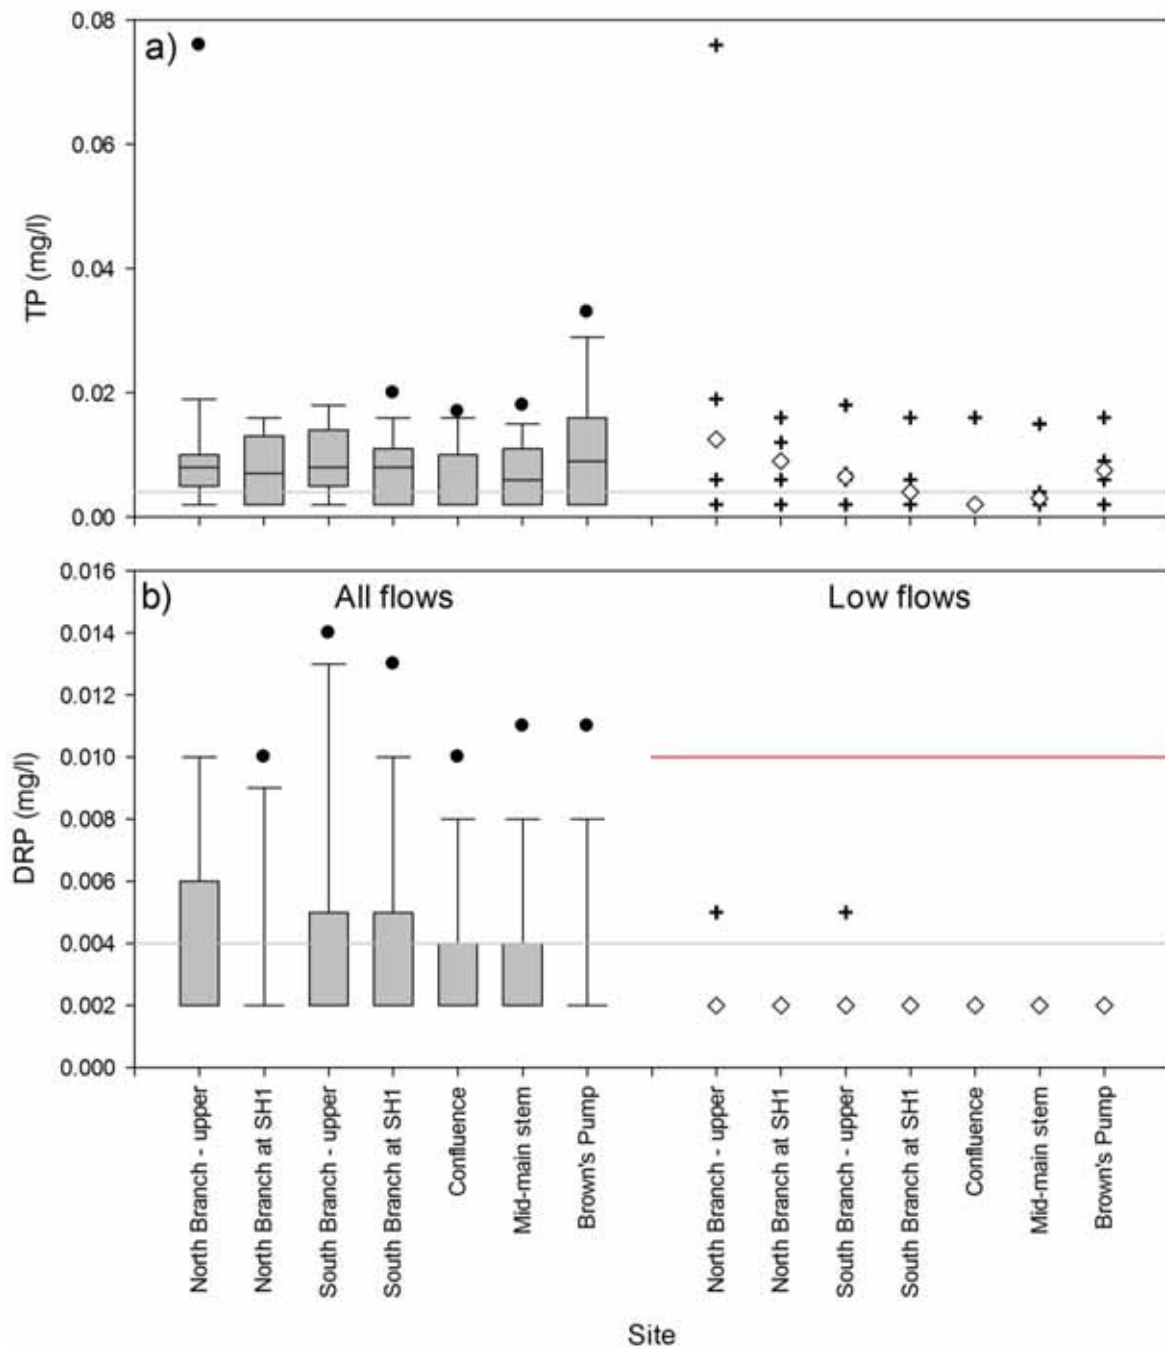 a)
0.08
0.06
0.04
0.02
0.00
TP (mg/l)
b)
All flows
Low flows
0.016
0.014
0.012
0.010
0.008
0.006
0.004
0.002
0.000
DRP (mg/l)
North Branch - upper
North Branch at SH1
South Branch - upper
South Branch at SH1
Confluence
Mid-main stem
Brown's Pump
North Branch - upper
North Branch at SH1
South Branch - upper
South Branch at SH1
Confluence
Mid-main stem
Brown's Pump
Site